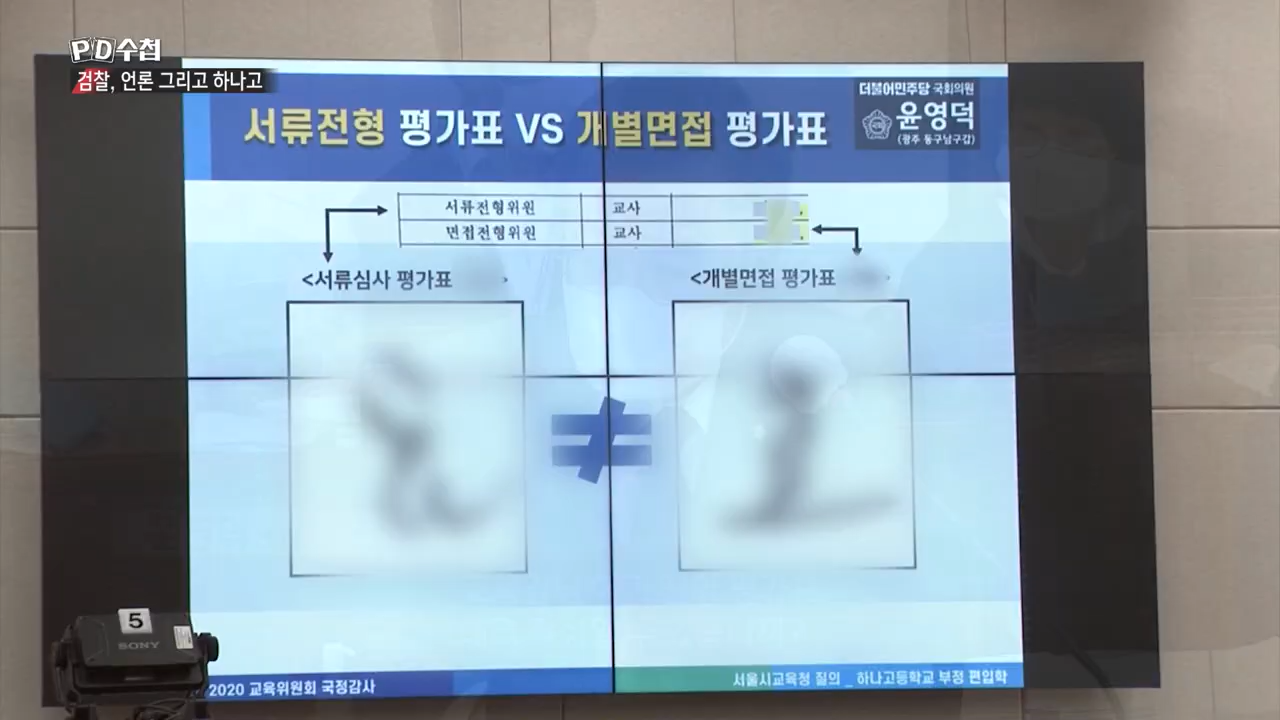 PD수첩
검찰, 언론 그리고 하나고
서류전형 평가표 VS 개별면접 평가표
더불어민주당 국회의원
윤영덕
(광주 동구남구갑)
서류전형위원 교사
면접전형위원 교사
<서류심사 평가표 >
<개별면접 평가표 >
≠
5
SONY
2020 교육위원회 국정감사
서울시교육청 질의 _ 하나고등학교 부정 편입학